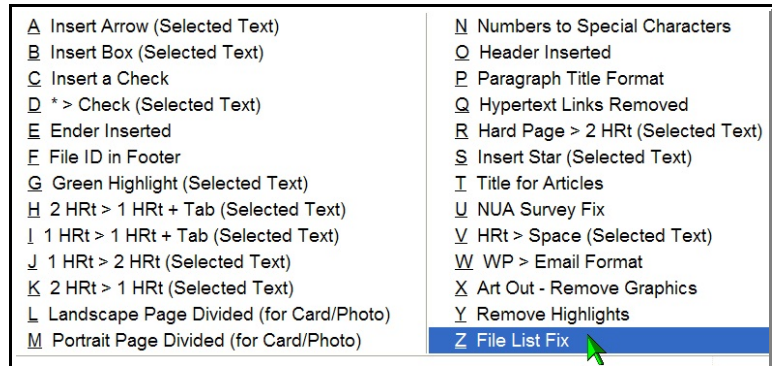 A Insert Arrow (Selected Text)
B Insert Box (Selected Text)
C Insert a Check
D * > Check (Selected Text)
E Ender Inserted
F File ID in Footer
G Green Highlight (Selected Text)
H 2 HRt > 1 HRt + Tab (Selected Text)
I 1 HRt > 1 HRt + Tab (Selected Text)
J 1 HRt > 2 HRt (Selected Text)
K 2 HRt > 1 HRt (Selected Text)
L Landscape Page Divided (for Card/Photo)
M Portrait Page Divided (for Card/Photo)
N Numbers to Special Characters
O Header Inserted
P Paragraph Title Format
Q Hypertext Links Removed
R Hard Page > 2 HRt (Selected Text)
S Insert Star (Selected Text)
T Title for Articles
U NUA Survey Fix
V HRt > Space (Selected Text)
W WP > Email Format
X Art Out - Remove Graphics
Y Remove Highlights
Z File List Fix